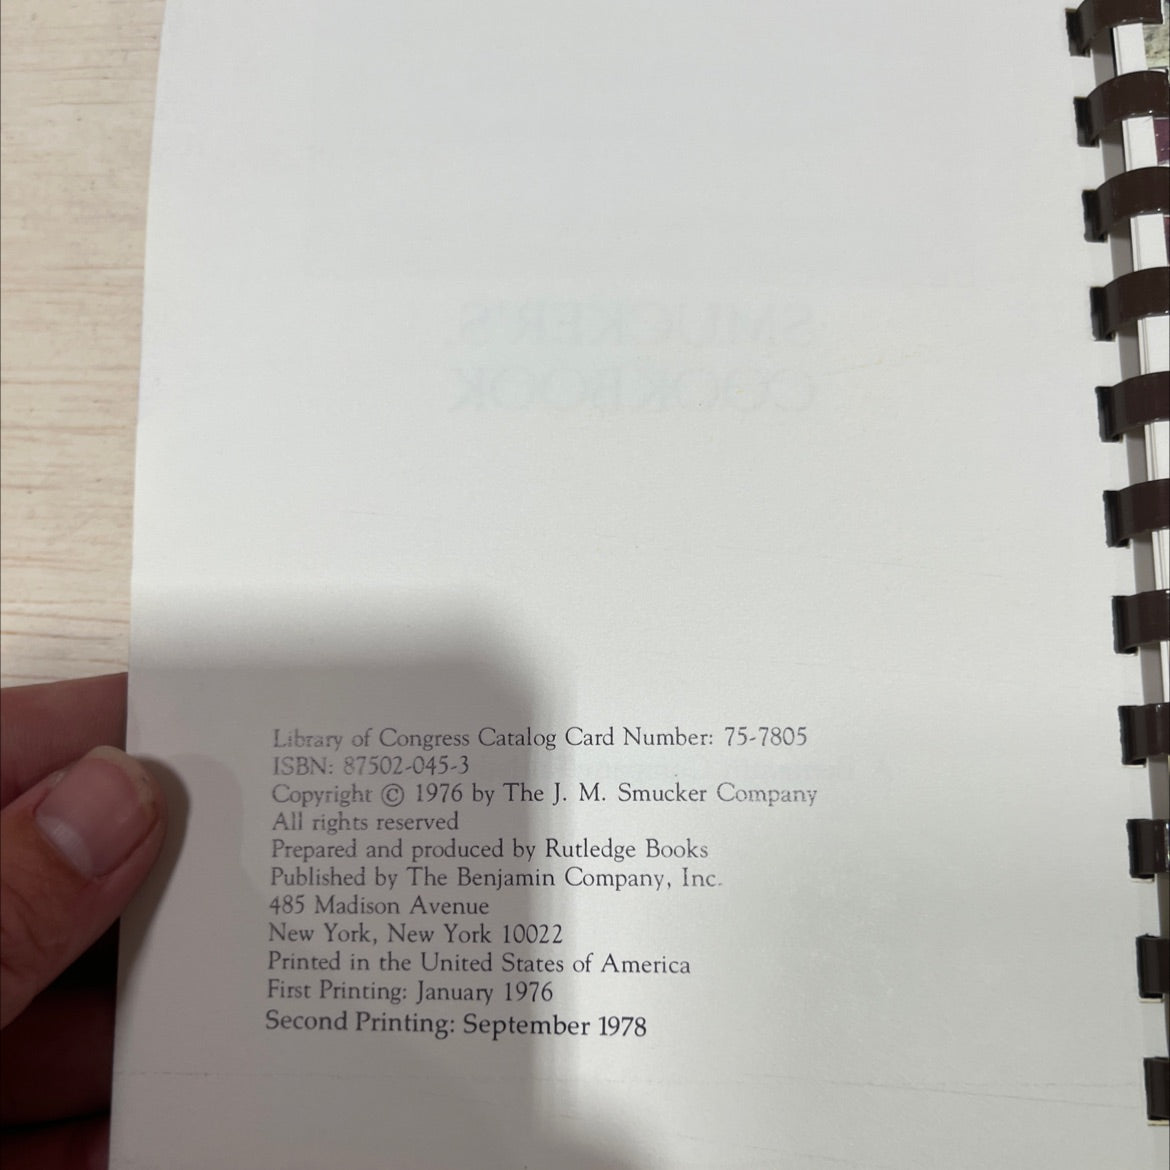 SMUCKER'S
COOKBOOK
Library of Congress Catalog Card Number: 75-7805
ISBN: 87502-045-3
Copyright © 1976 by The J. M. Smucker Company
All rights reserved
Prepared and produced by Rutledge Books
Published by The Benjamin Company, Inc.
485 Madison Avenue
New York, New York 10022
Printed in the United States of America
First Printing: January 1976
Second Printing: September 1978